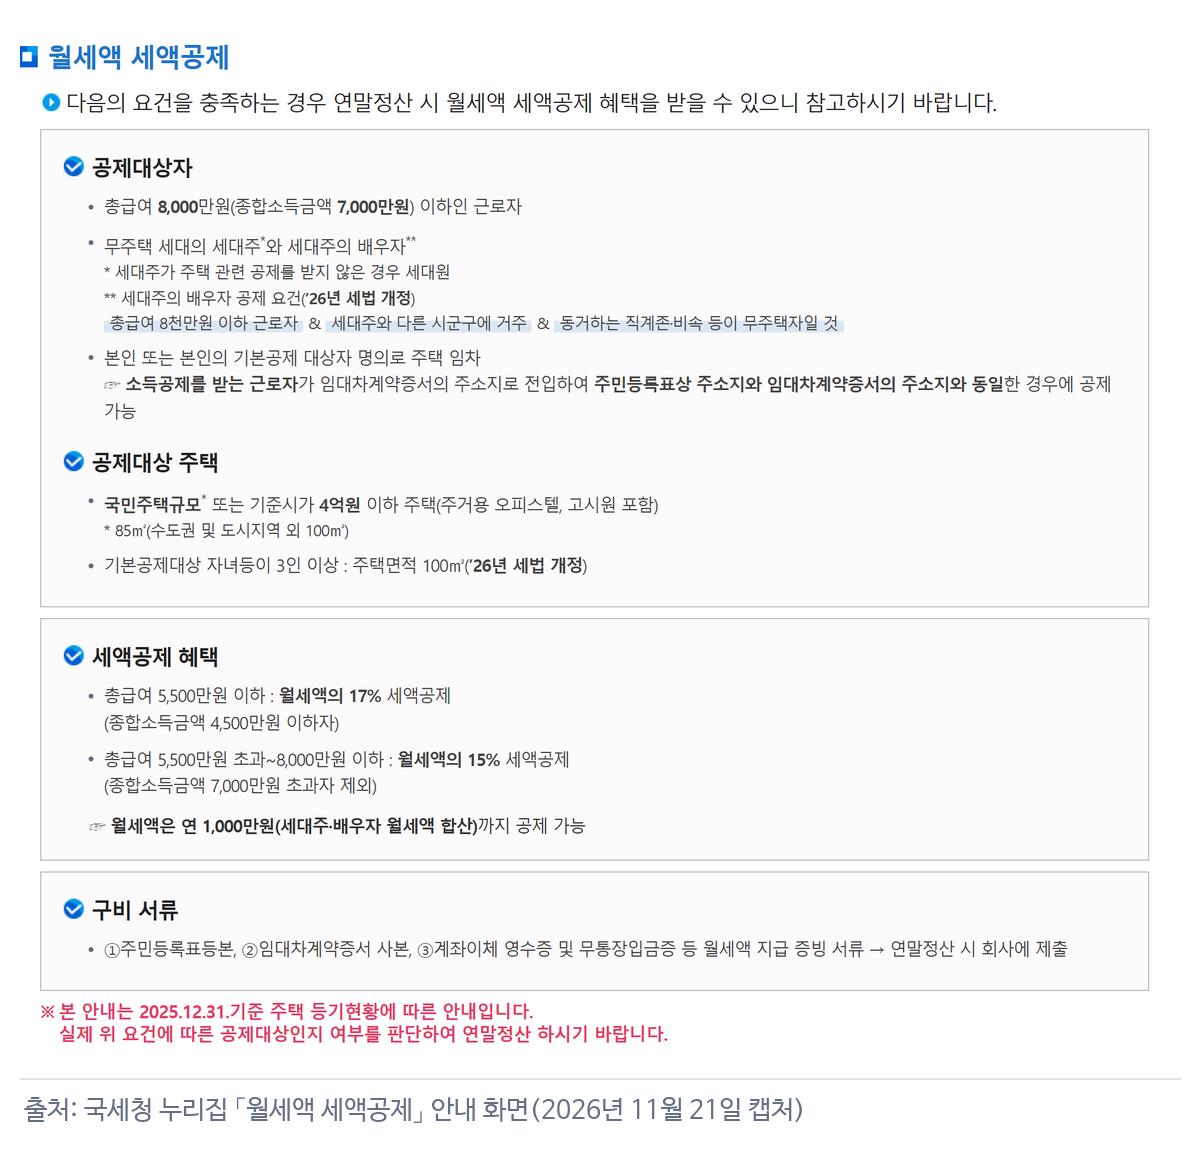 월세액 세액공제
다음의 요건을 충족하는 경우 연말정산 시 월세액 세액공제 혜택을 받을 수 있으니 참고하시기 바랍니다.
공제대상자
• 총급여 8,000만원(종합소득금액 7,000만원) 이하인 근로자
• 무주택 세대의 세대주*와 세대주의 배우자**
* 세대주가 주택 관련 공제를 받지 않은 경우 세대원
** 세대주의 배우자 공제 요건(’26년 세법 개정)
총급여 8천만원 이하 근로자 & 세대주와 다른 시군구에 거주 & 동거하는 직계존·비속 등이 무주택자일 것
• 본인 또는 본인의 기본공제 대상자 명의로 주택 임차
☞ 소득공제를 받는 근로자가 임대차계약증서의 주소지로 전입하여 주민등록표상 주소지와 임대차계약증서의 주소지와 동일한 경우에 공제
가능
공제대상 주택
• 국민주택규모* 또는 기준시가 4억원 이하 주택(주거용 오피스텔, 고시원 포함)
* 85㎡(수도권 및 도시지역 외 100㎡)
• 기본공제대상 자녀등이 3인 이상 : 주택면적 100㎡(’26년 세법 개정)
세액공제 혜택
• 총급여 5,500만원 이하 : 월세액의 17% 세액공제
(종합소득금액 4,500만원 이하자)
• 총급여 5,500만원 초과~8,000만원 이하 : 월세액의 15% 세액공제
(종합소득금액 7,000만원 초과자 제외)
☞ 월세액은 연 1,000만원(세대주·배우자 월세액 합산)까지 공제 가능
구비 서류
• ①주민등록표등본, ②임대차계약증서 사본, ③계좌이체 영수증 및 무통장입금증 등 월세액 지급 증빙 서류 → 연말정산 시 회사에 제출
※ 본 안내는 2025.12.31.기준 주택 등기현황에 따른 안내입니다.
실제 위 요건에 따른 공제대상인지 여부를 판단하여 연말정산 하시기 바랍니다.
출처: 국세청 누리집 「월세액 세액공제」 안내 화면(2026년 11월 21일 캡처)